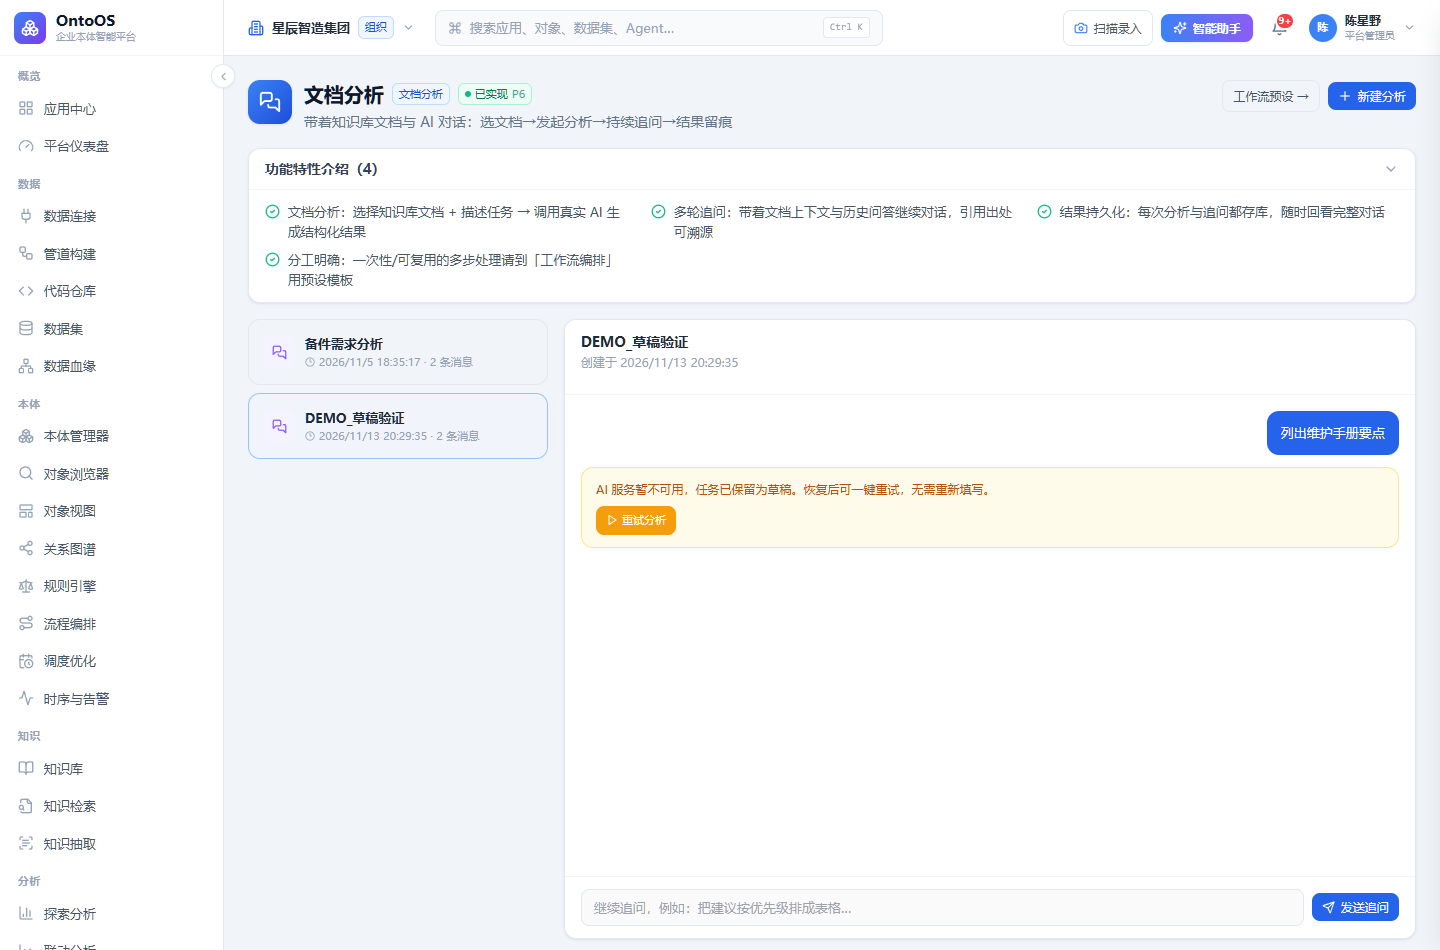 OntoOS
企业本体智能平台
概览
应用中心
平台仪表盘
数据
数据连接
管道构建
代码仓库
数据集
数据血缘
本体
本体管理器
对象浏览器
对象视图
关系图谱
规则引擎
流程编排
调度优化
时序与告警
知识
知识库
知识检索
知识抽取
分析
探索分析
星辰智造集团 组织
搜索应用、对象、数据集、Agent... Ctrl K
扫描录入
智能助手
9+
陈
陈星野
平台管理员
文档分析 文档分析 已实现 P6
带着知识库文档与 AI 对话：选文档→发起分析→持续追问→结果留痕
工作流预设 →
新建分析
功能特性介绍（4）
文档分析：选择知识库文档 + 描述任务 → 调用真实 AI 生
成结构化结果
多轮追问：带着文档上下文与历史问答继续对话，引用出处
可溯源
结果持久化：每次分析与追问都存库，随时回看完整对话
分工明确：一次性/可复用的多步处理请到「工作流编排」
用预设模板
备件需求分析
2026/11/5 18:35:17 · 2 条消息
DEMO_草稿验证
2026/11/13 20:29:35 · 2 条消息
DEMO_草稿验证
创建于 2026/11/13 20:29:35
列出维护手册要点
AI 服务暂不可用，任务已保留为草稿。恢复后可一键重试，无需重新填写。
重试分析
继续追问，例如：把建议按优先级排成表格...
发送追问